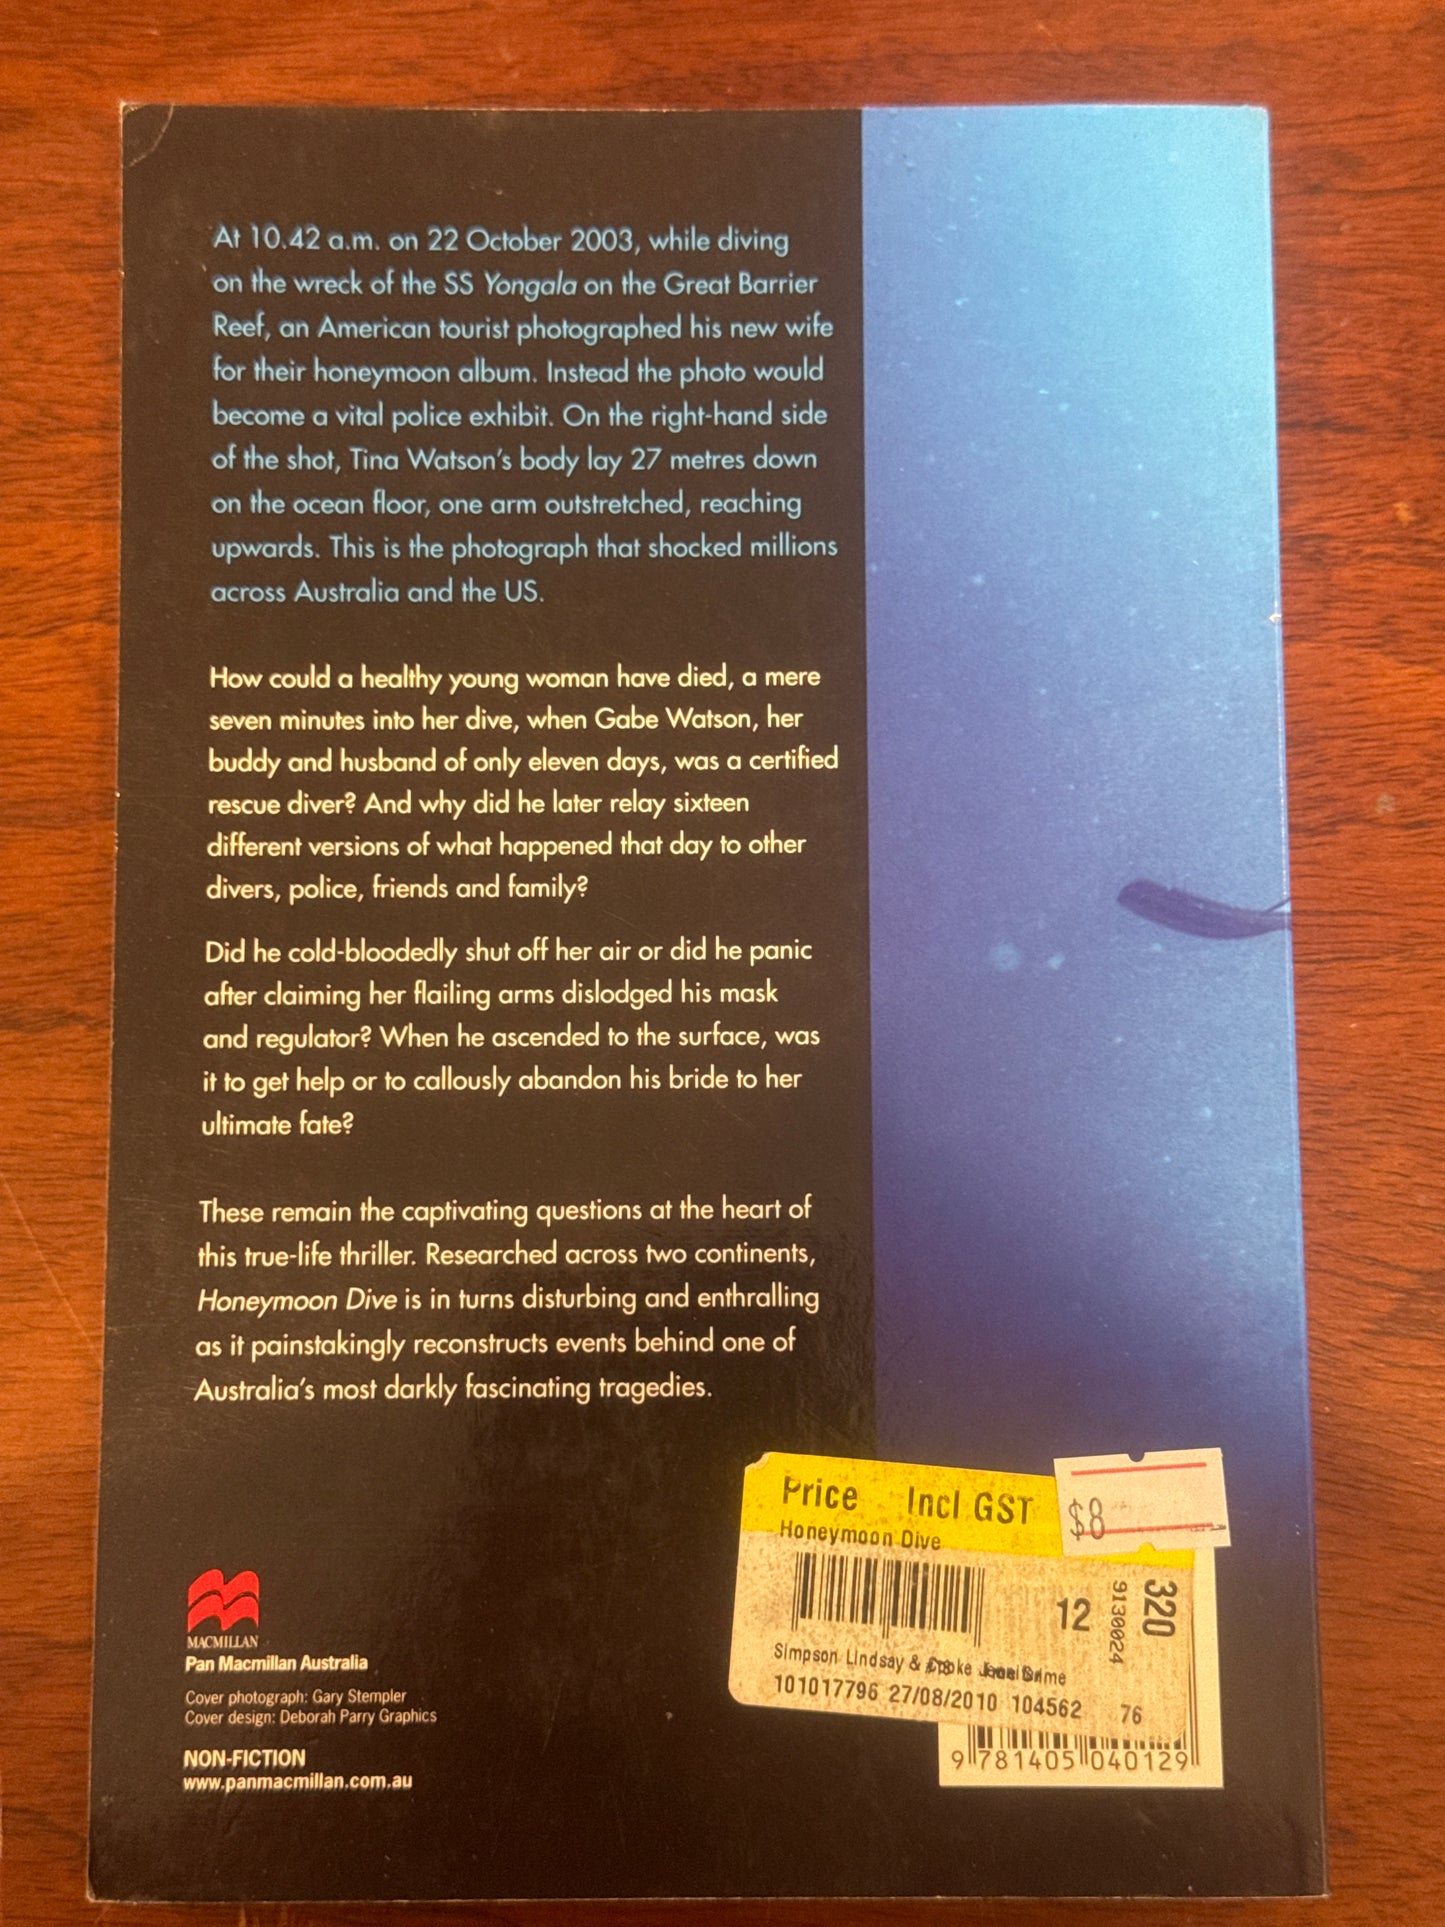 At 10.42 a.m. on 22 October 2003, while diving
on the wreck of the SS Yongala on the Great Barrier
Reef, an American tourist photographed his new wife
for their honeymoon album. Instead the photo would
become a vital police exhibit. On the right-hand side
of the shot, Tina Watson's body lay 27 metres down
on the ocean floor, one arm outstretched, reaching
upwards. This is the photograph that shocked millions
across Australia and the US.
How could a healthy young woman have died, a mere
seven minutes into her dive, when Gabe Watson, her
buddy and husband of only eleven days, was a certified
rescue diver? And why did he later relay sixteen
different versions of what happened that day to other
divers, police, friends and family?
Did he cold-bloodedly shut off her air or did he panic
after claiming her flailing arms dislodged his mask
and regulator? When he ascended to the surface, was
it to get help or to callously abandon his bride to her
ultimate fate?
These remain the captivating questions at the heart of
this true-life thriller. Researched across two continents,
Honeymoon Dive is in turns disturbing and enthralling
as it painstakingly reconstructs events behind one of
Australia's most darkly fascinating tragedies.
MACMILLAN
Pan Macmillan Australia
Cover photograph: Gary Stempler
Cover design: Deborah Parry Graphics
NON-FICTION
www.panmacmillan.com.au
Price Incl GST
$8
Honeymoon Dive
12
9130024
320
Simpson Lindsay & Cooke
101017796 27/08/2010 104562 76
9 781405 040129